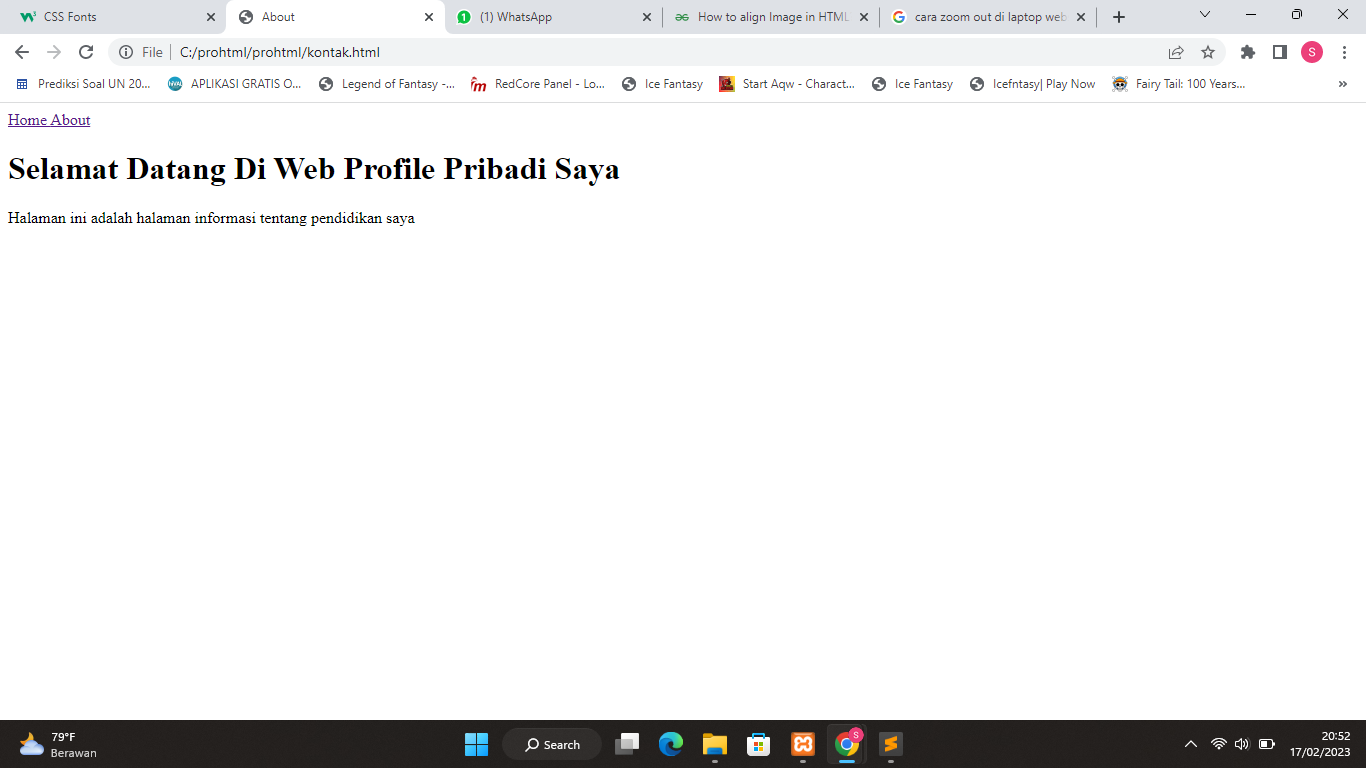 CSS Fonts
About
(1) WhatsApp
How to align Image in HTML
cara zoom out di laptop web
File
C:/prohtml/prohtml/kontak.html
S
Prediksi Soal UN 20...
APLIKASI GRATIS O...
Legend of Fantasy -...
RedCore Panel - Lo...
Ice Fantasy
Start Aqw - Charact...
Ice Fantasy
Icefntasy| Play Now
Fairy Tail: 100 Years...
Home About
Selamat Datang Di Web Profile Pribadi Saya
Halaman ini adalah halaman informasi tentang pendidikan saya
79°F
Berawan
Search
S
20:52
17/02/2023